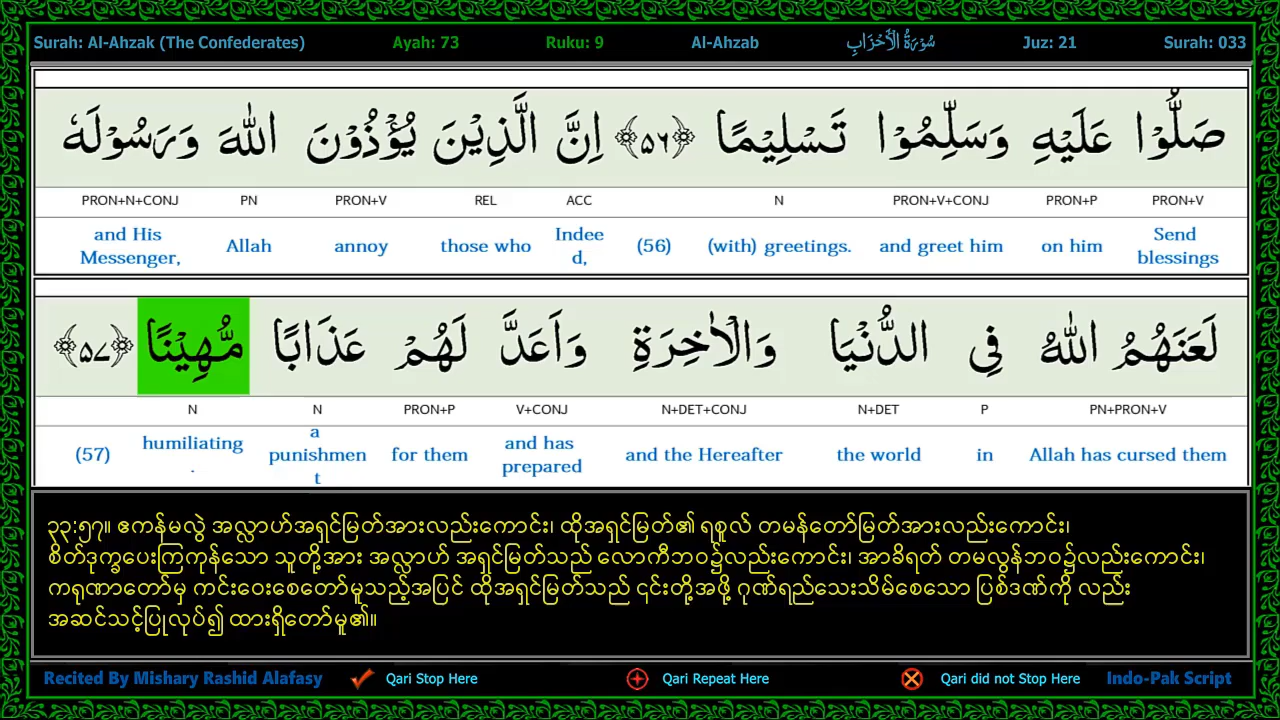 Surah: Al-Ahzak (The Confederates) Ayah: 73 Ruku: 9 Al-Ahzab سُوْرَةُ الْاَحْزَابِ Juz: 21 Surah: 033
صَلُّوْا عَلَيْهِ وَسَلِّمُوْا تَسْلِيْمًا ﴿۵۶﴾ اِنَّ الَّذِيْنَ يُؤْذُوْنَ اللّٰهَ وَرَسُوْلَهٗ
PRON+N+CONJ PN PRON+V REL ACC N PRON+V+CONJ PRON+P PRON+V
and His Messenger, Allah annoy those who Indeed, (56) (with) greetings. and greet him on him Send blessings
لَعَنَهُمُ اللّٰهُ فِي الدُّنْيَا وَالْاٰخِرَةِ وَاَعَدَّ لَهُمْ عَذَابًا مُّهِيْنًا ﴿۵۷﴾
N N PRON+P V+CONJ N+DET+CONJ N+DET P PN+PRON+V
(57) humiliating. a punishment for them and has prepared and the Hereafter the world in Allah has cursed them
၃၃:၅၇။ ဧကန်မလွဲ အလ္လာဟ်အရှင်မြတ်အားလည်းကောင်း၊ ထိုအရှင်မြတ်၏ ရစူလ် တမန်တော်မြတ်အားလည်းကောင်း၊
စိတ်ဒုက္ခပေးကြကုန်သော သူတို့အား အလ္လာဟ် အရှင်မြတ်သည် လောကီဘဝ၌လည်းကောင်း၊ အာခိရတ် တမလွန်ဘဝ၌လည်းကောင်း၊
ကရုဏာတော်မှ ကင်းဝေးစေတော်မူသည့်အပြင် ထိုအရှင်မြတ်သည် ၎င်းတို့အဖို့ ဂုဏ်ရည်သေးသိမ်စေသော ပြစ်ဒဏ်ကို လည်း
အဆင်သင့်ပြုလုပ်၍ ထားရှိတော်မူ၏။
Recited By Mishary Rashid Alafasy Qari Stop Here Qari Repeat Here Qari did not Stop Here Indo-Pak Script